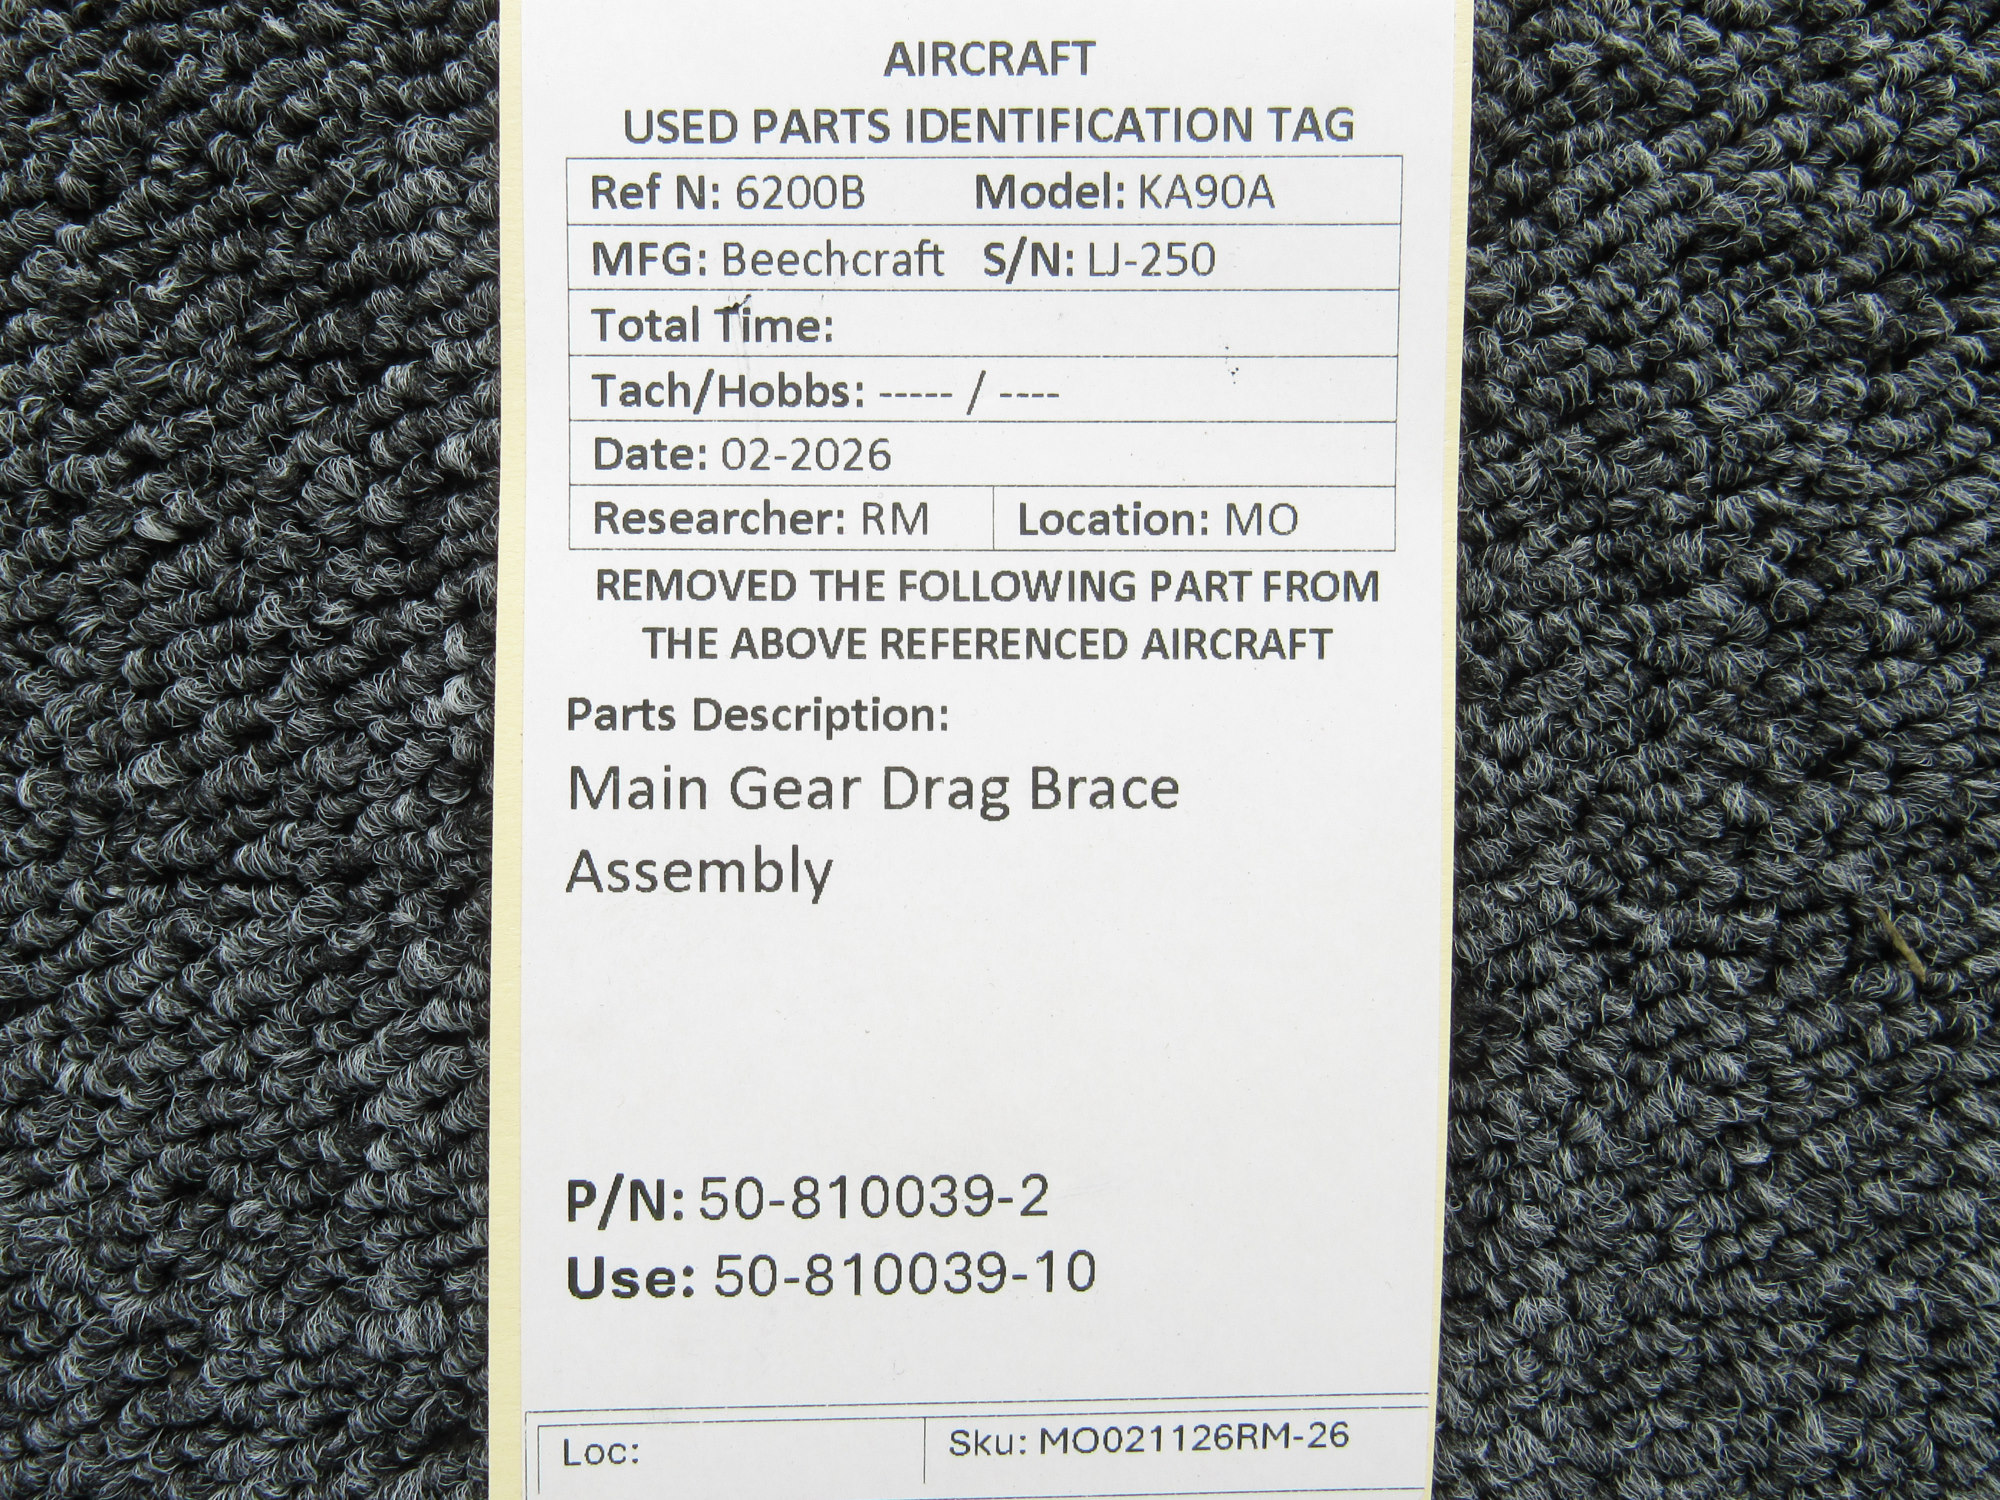 AIRCRAFT
USED PARTS IDENTIFICATION TAG
Ref N: 6200B Model: KA90A
MFG: Beechcraft S/N: LJ-250
Total Time:
Tach/Hobbs: ----- / ----
Date: 02-2026
Researcher: RM Location: MO
REMOVED THE FOLLOWING PART FROM
THE ABOVE REFERENCED AIRCRAFT
Parts Description:
Main Gear Drag Brace
Assembly
P/N: 50-810039-2
Use: 50-810039-10
Loc: Sku: MO021126RM-26